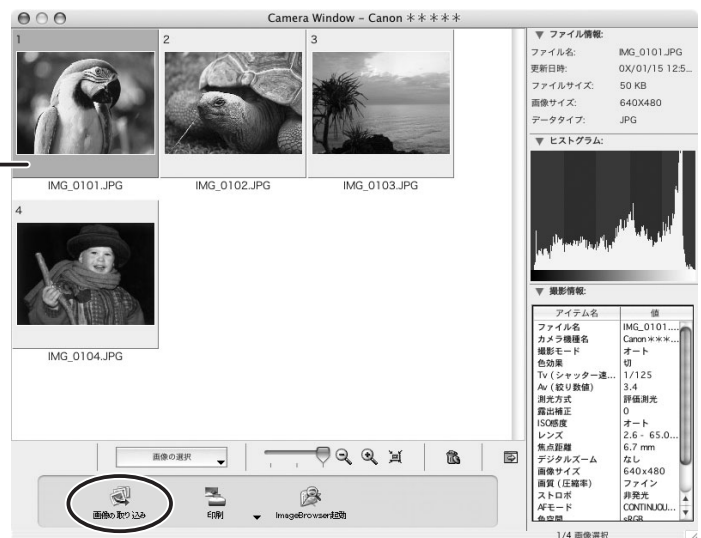 Camera Window – Canon ＊＊＊＊＊
1
2
3
IMG_0101.JPG
IMG_0102.JPG
IMG_0103.JPG
4
IMG_0104.JPG
▼ ファイル情報:
ファイル名: IMG_0101.JPG
更新日時: 0X/01/15 12:5...
ファイルサイズ: 50 KB
画像サイズ: 640X480
データタイプ: JPG
▼ ヒストグラム:
▼ 撮影情報:
アイテム名 値
ファイル名 IMG_0101....
カメラ機種名 Canon＊＊＊...
撮影モード オート
色効果 切
Tv (シャッター速... 1/125
Av (絞り数値) 3.4
測光方式 評価測光
露出補正 0
ISO感度 オート
レンズ 2.6 - 65.0...
焦点距離 6.7 mm
デジタルズーム なし
画像サイズ 640x480
画質 (圧縮率) ファイン
ストロボ 非発光
AFモード CONTINUOU...
色空間 sRGB
画像の選択
画像の取り込み
印刷
ImageBrowser起動
1/4 画像選択